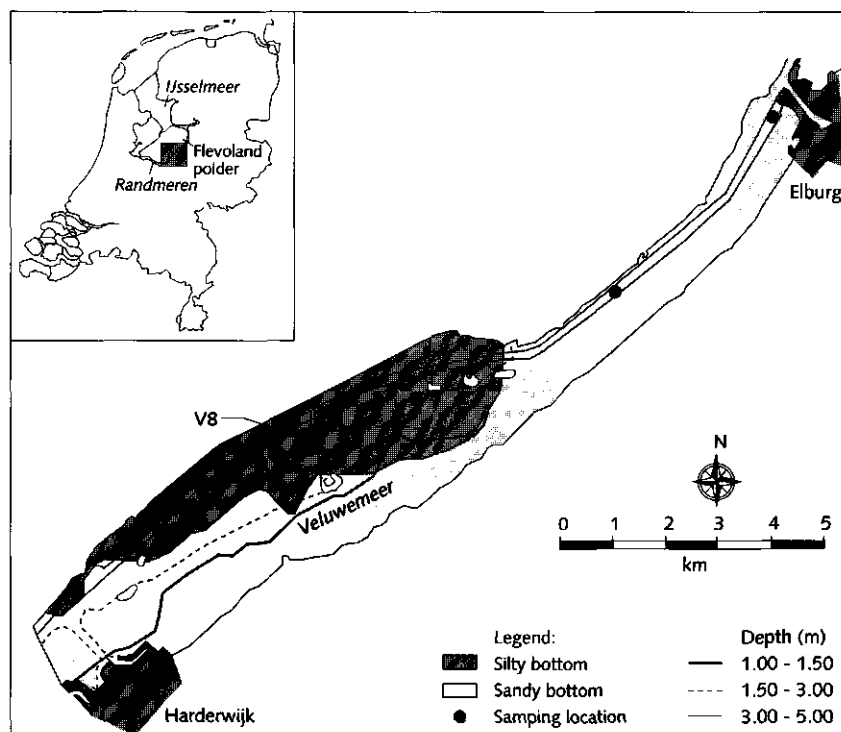 IJsselmeer
Flevoland
polder
Randmeren
Elburg
V8
Veluwemeer
N
0 1 2 3 4 5
km
Harderwijk
Legend:
Silty bottom
Sandy bottom
Samping location
Depth (m)
1.00 - 1.50
1.50 - 3.00
3.00 - 5.00